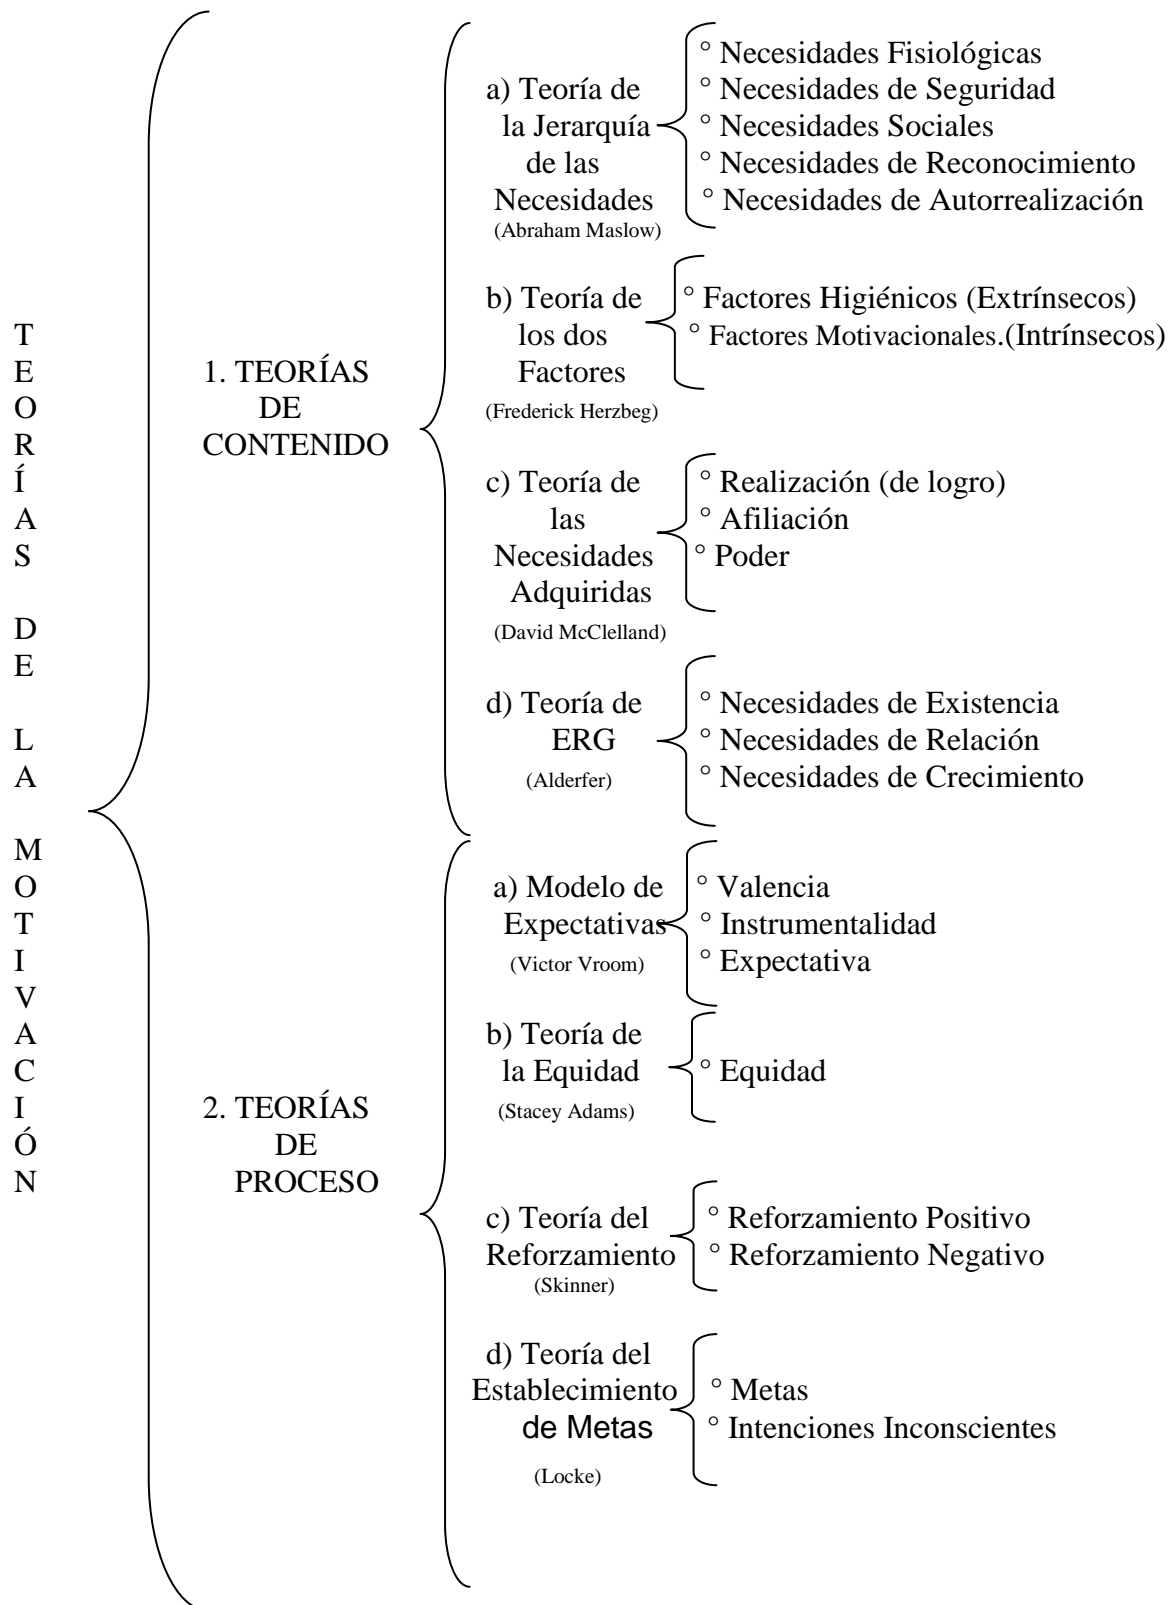 TEORÍAS DE LA MOTIVACIÓN
1. TEORÍAS
DE
CONTENIDO
a) Teoría de
la Jerarquía
de las
Necesidades
(Abraham Maslow)
° Necesidades Fisiológicas
° Necesidades de Seguridad
° Necesidades Sociales
° Necesidades de Reconocimiento
° Necesidades de Autorrealización
b) Teoría de
los dos
Factores
(Frederick Herzbeg)
° Factores Higiénicos (Extrínsecos)
° Factores Motivacionales.(Intrínsecos)
c) Teoría de
las
Necesidades
Adquiridas
(David McClelland)
° Realización (de logro)
° Afiliación
° Poder
d) Teoría de
ERG
(Alderfer)
° Necesidades de Existencia
° Necesidades de Relación
° Necesidades de Crecimiento
2. TEORÍAS
DE
PROCESO
a) Modelo de
Expectativas
(Victor Vroom)
° Valencia
° Instrumentalidad
° Expectativa
b) Teoría de
la Equidad
(Stacey Adams)
° Equidad
c) Teoría del
Reforzamiento
(Skinner)
° Reforzamiento Positivo
° Reforzamiento Negativo
d) Teoría del
Establecimiento
de Metas
(Locke)
° Metas
° Intenciones Inconscientes